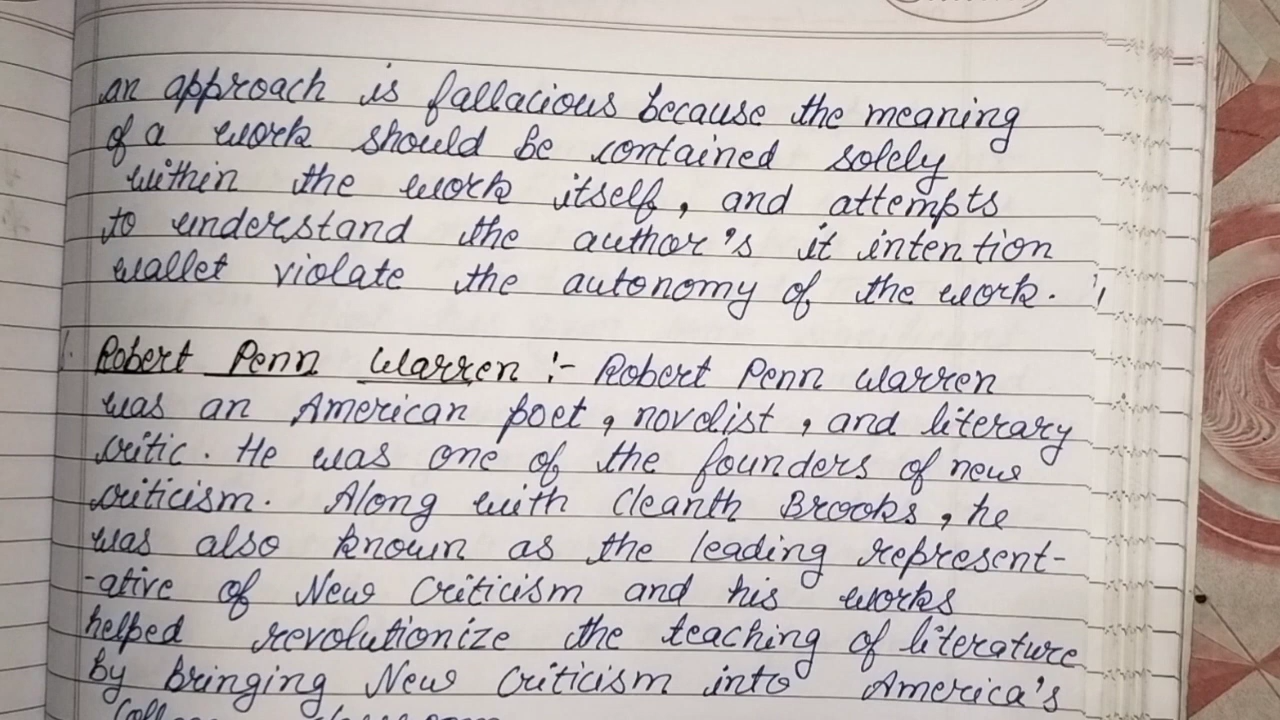 an approach is fallacious because the meaning
of a work should be contained solely
within the work itself, and attempts
to understand the author's it intention
wallet violate the autonomy of the work.
Robert Penn Warren :- Robert Penn Warren
was an American poet, novelist, and literary
critic. He was one of the founders of new
criticism. Along with Cleanth Brooks, he
was also known as the leading represent-
-ative of New Criticism and his works
helped revolutionize the teaching of literature
by bringing New Criticism into America's